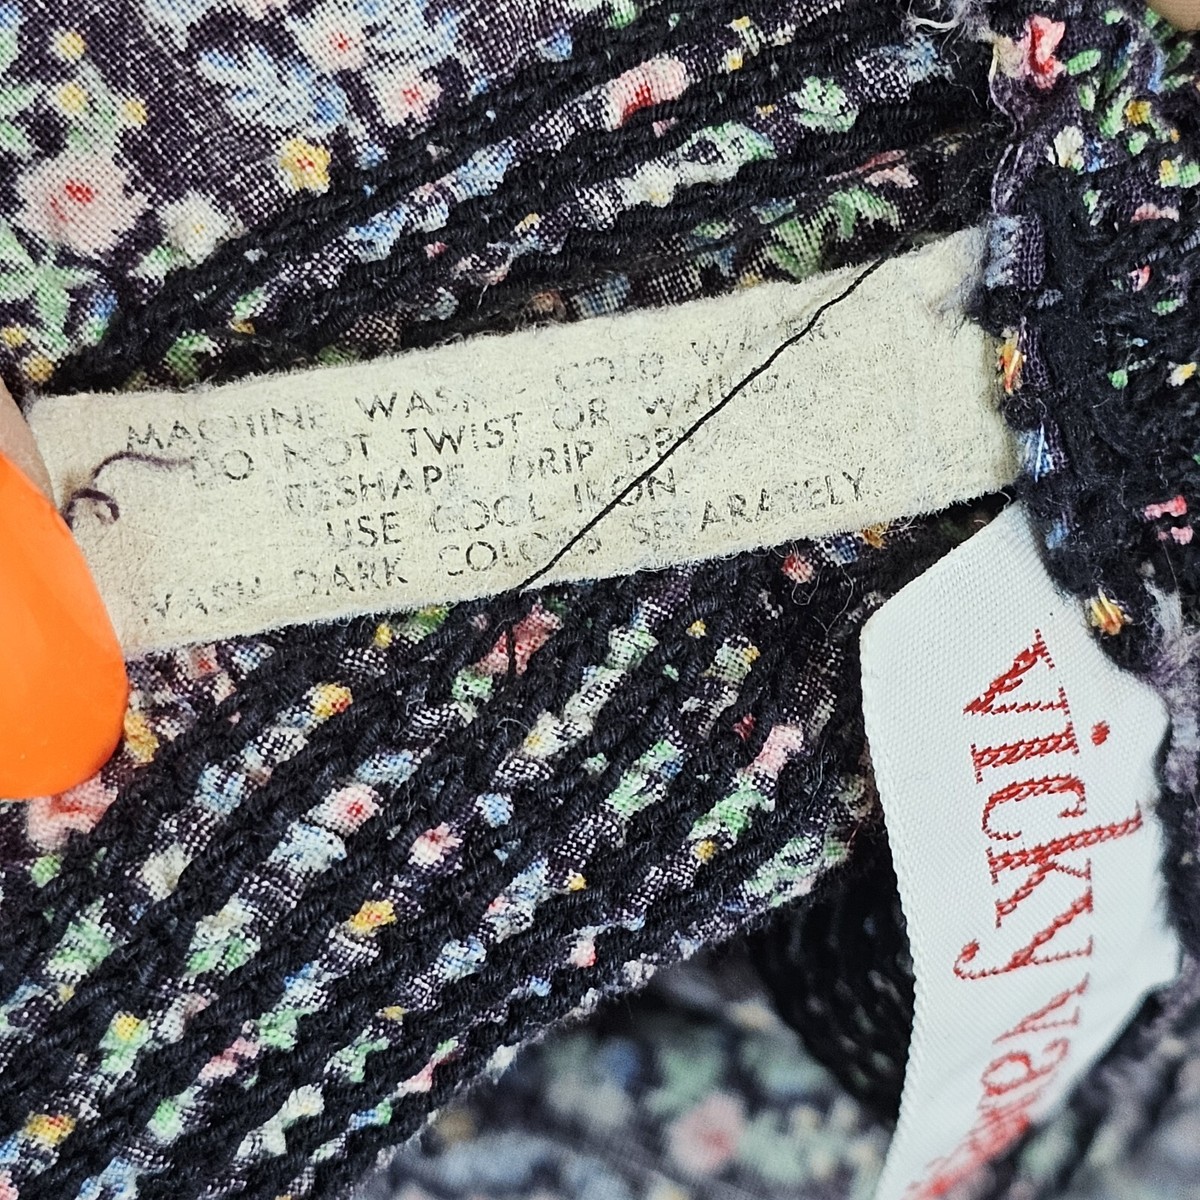 MACHINE WASH COLD WATER.
DO NOT TWIST OR WRING.
RESHAPE. DRIP DRY
USE COOL IRON.
WASH DARK COLORS SEPARATELY.
Vicky